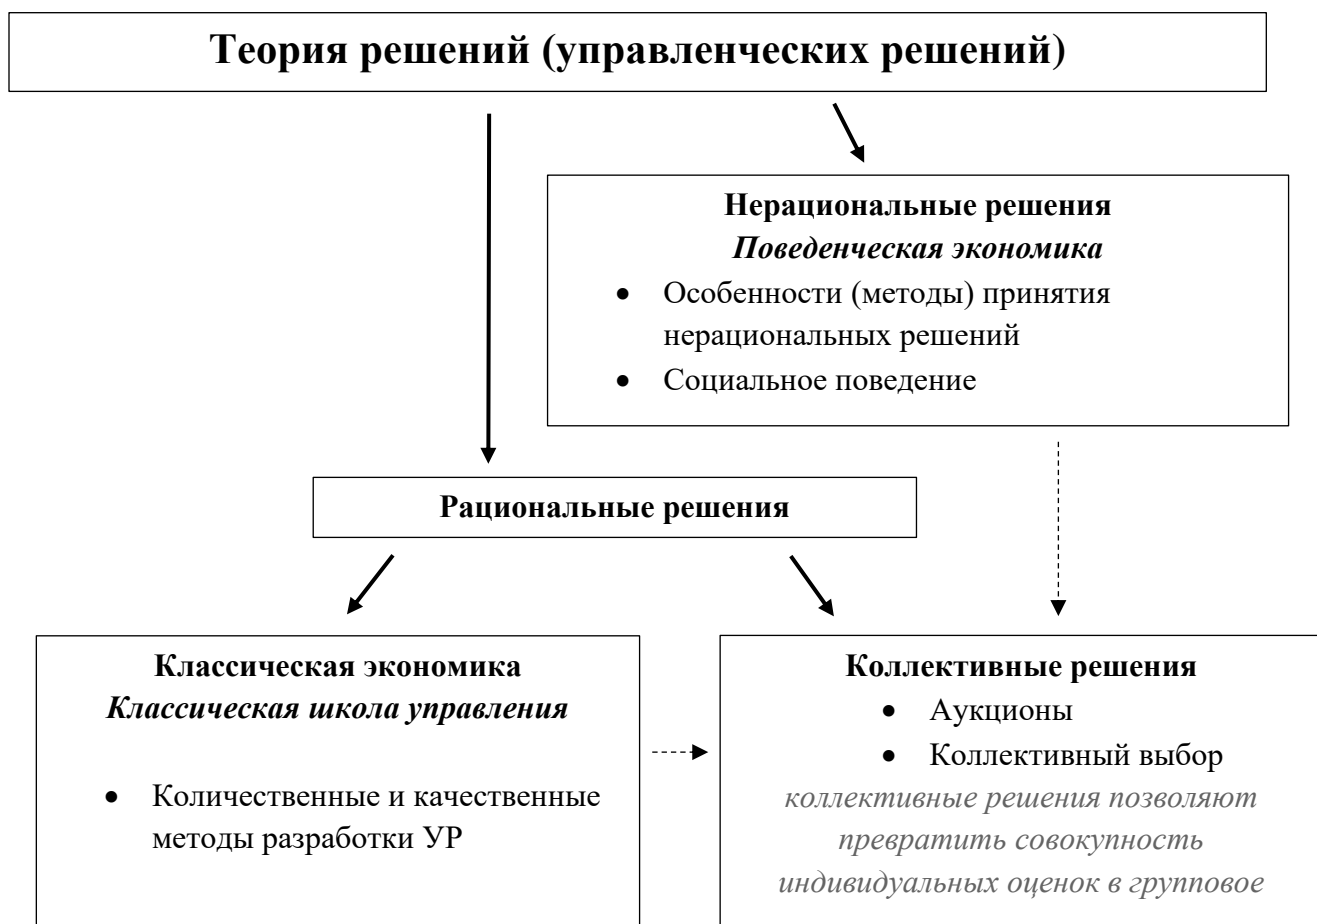 Теория решений (управленческих решений)
Нерациональные решения
Поведенческая экономика
• Особенности (методы) принятия
нерациональных решений
• Социальное поведение
Рациональные решения
Классическая экономика
Классическая школа управления
• Количественные и качественные
методы разработки УР
Коллективные решения
• Аукционы
• Коллективный выбор
коллективные решения позволяют
превратить совокупность
индивидуальных оценок в групповое